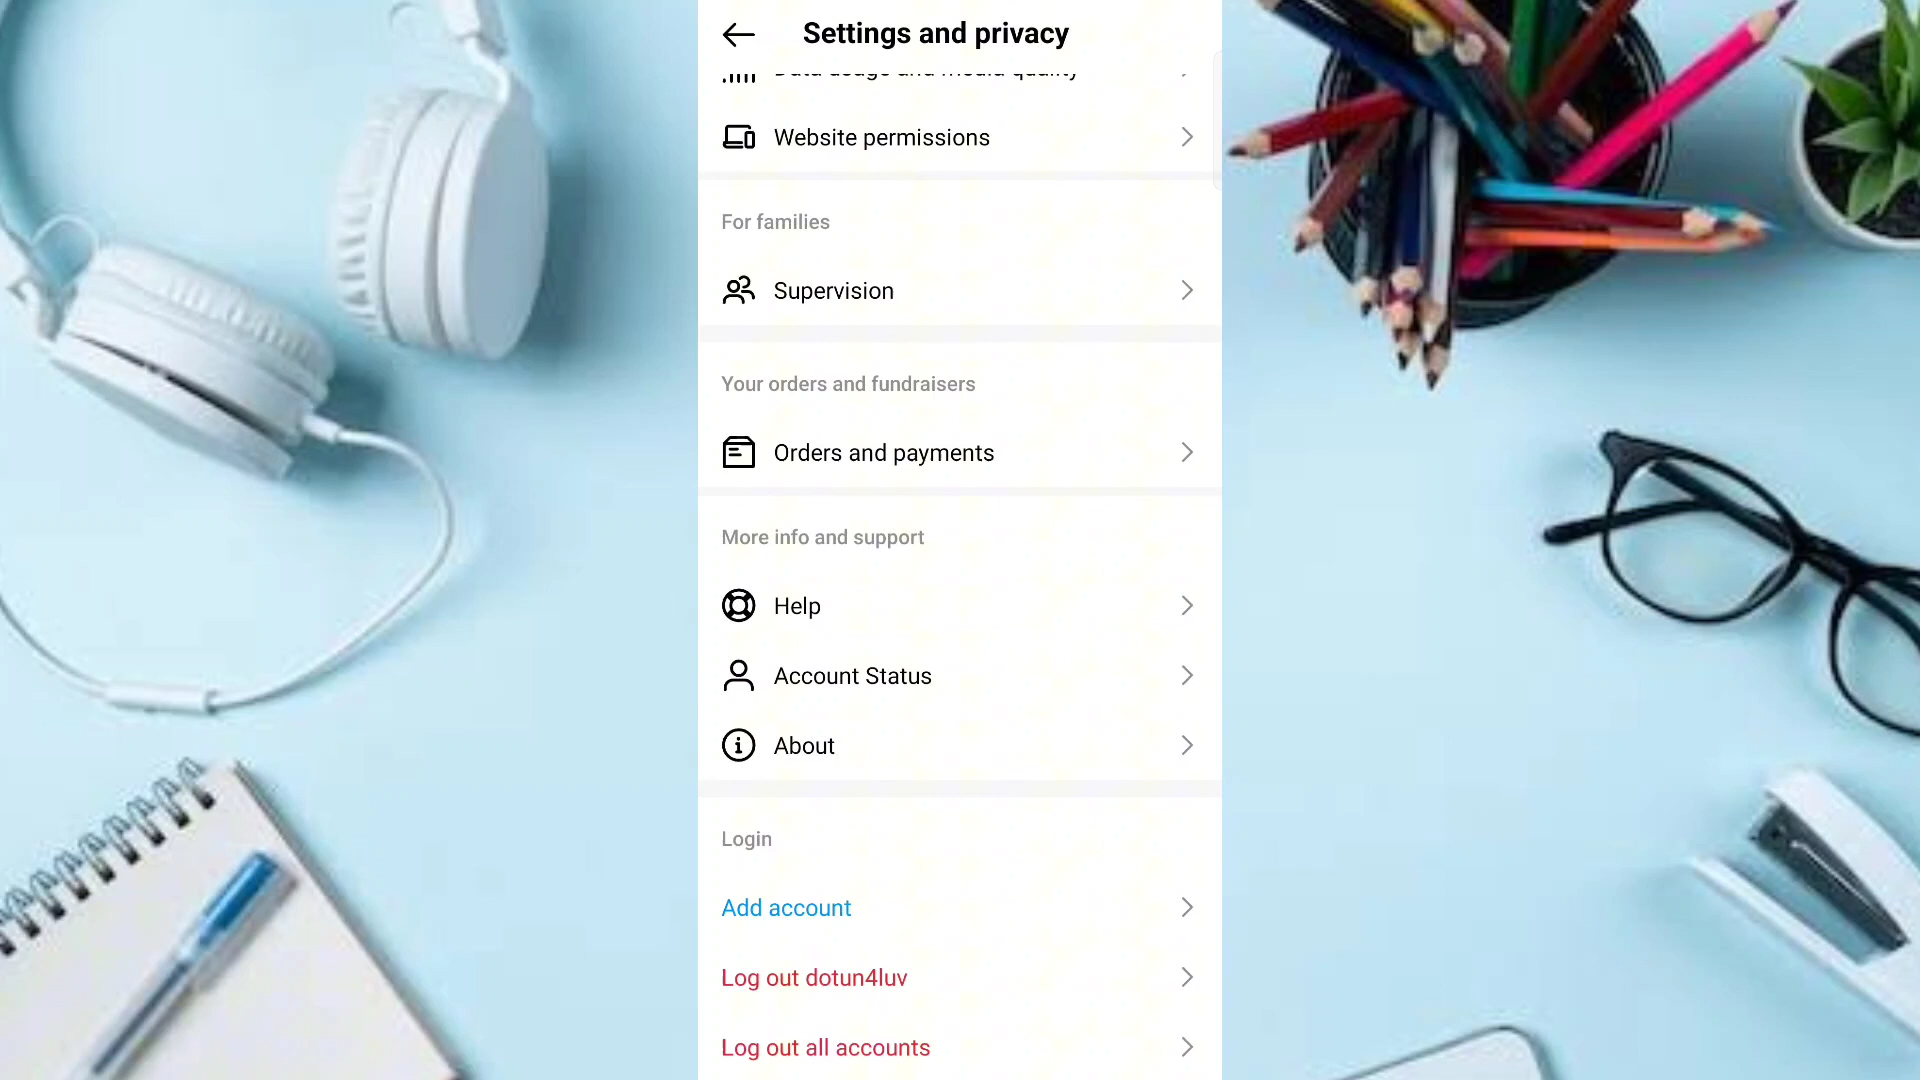 Settings and privacy
Data usage and media quality
Website permissions
For families
Supervision
Your orders and fundraisers
Orders and payments
More info and support
Help
Account Status
About
Login
Add account
Log out dotun4luv
Log out all accounts